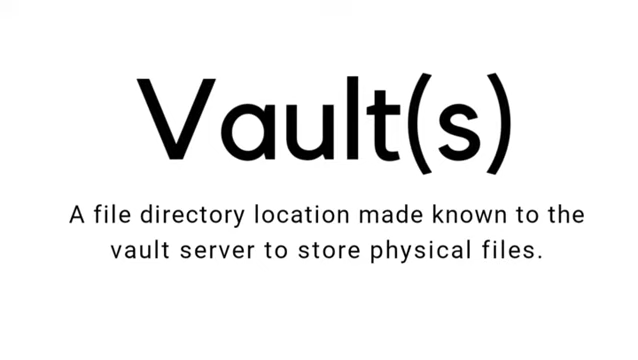 Vault(s)
A file directory location made known to the
vault server to store physical files.